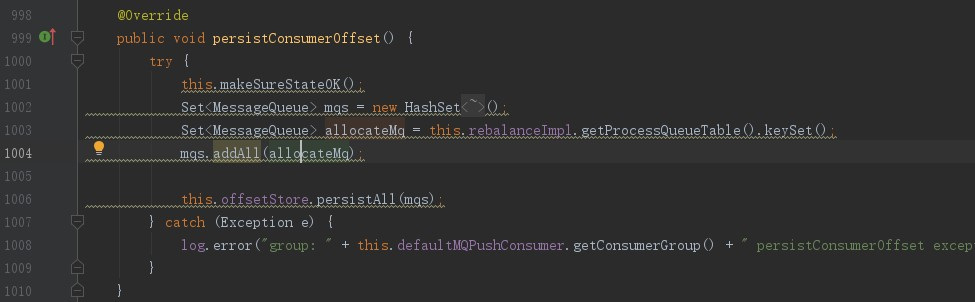 998 @Override
999 public void persistConsumerOffset() {
1000 try {
1001 this.makeSureStateOK();
1002 Set<MessageQueue> mqs = new HashSet<~>();
1003 Set<MessageQueue> allocateMq = this.rebalanceImpl.getProcessQueueTable().keySet();
1004 mqs.addAll(allocateMq);
1005
1006 this.offsetStore.persistAll(mqs);
1007 } catch (Exception e) {
1008 log.error("group: " + this.defaultMQPushConsumer.getConsumerGroup() + " persistConsumerOffset excep
1009 }
1010 }